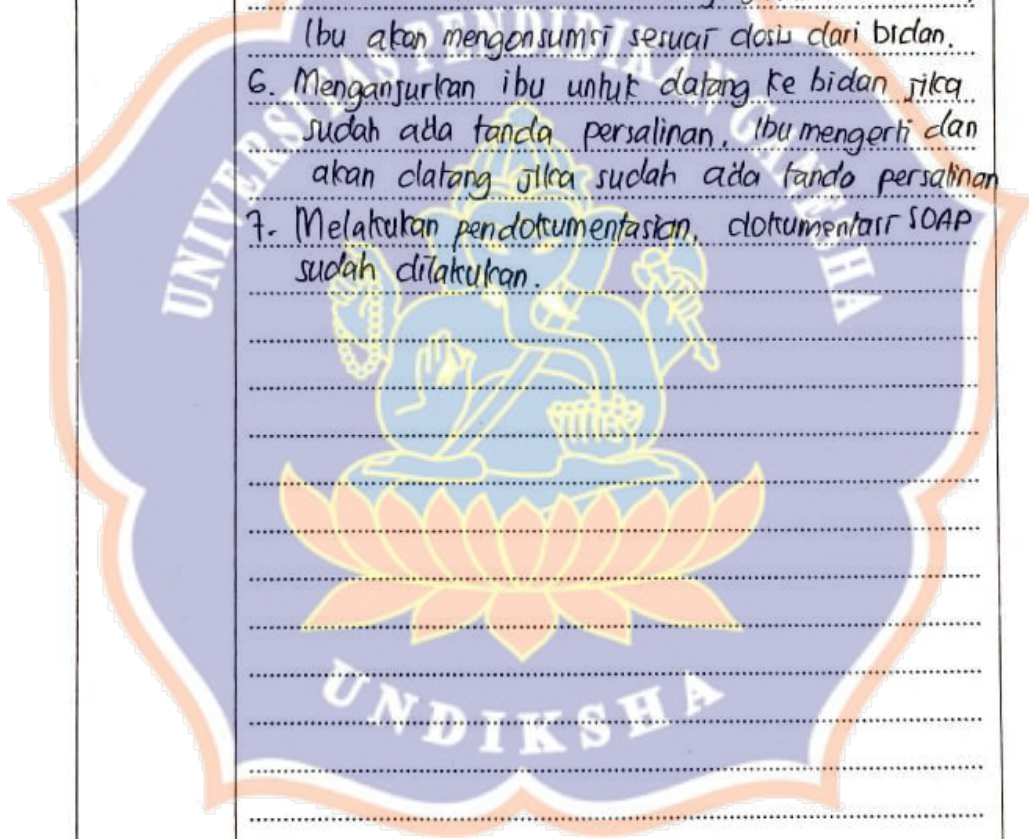 Ibu akan mengonsumsi sesuai dosis dari bidan.
6. Menganjurkan ibu untuk datang ke bidan jika
sudah ada tanda persalinan. Ibu mengerti dan
akan datang jika sudah ada tanda persalinan
7. Melakukan pendokumentasian, dokumentasi SOAP
sudah dilakukan.
UNIVERSITAS PENDIDIKAN GANESHA
UNDIKSHA